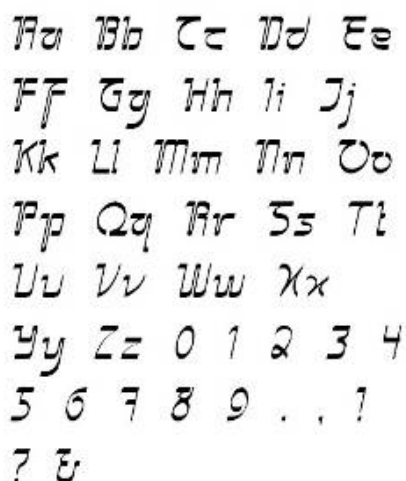 Aa Bb Cc Dd Ee
Ff Gg Hh Ii Jj
Kk Ll Mm Nn Oo
Pp Qq Rr Ss Tt
Uu Vv Ww Xx
Yy Zz 0 1 2 3 4
5 6 7 8 9 . , !
? &